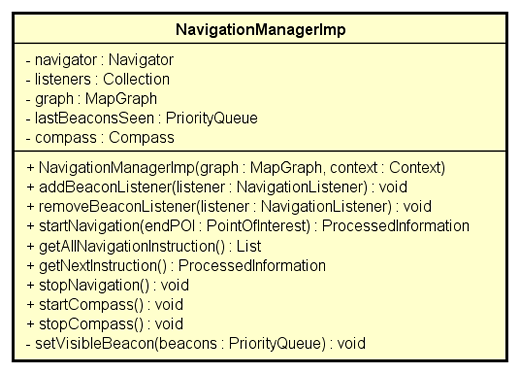 NavigationManagerImp
- navigator : Navigator
- listeners : Collection
- graph : MapGraph
- lastBeaconsSeen : PriorityQueue
- compass : Compass
+ NavigationManagerImp(graph : MapGraph, context : Context)
+ addBeaconListener(listener : NavigationListener) : void
+ removeBeaconListener(listener : NavigationListener) : void
+ startNavigation(endPOI : PointOfInterest) : ProcessedInformation
+ getAllNavigationInstruction() : List
+ getNextInstruction() : ProcessedInformation
+ stopNavigation() : void
+ startCompass() : void
+ stopCompass() : void
- setVisibleBeacon(beacons : PriorityQueue) : void